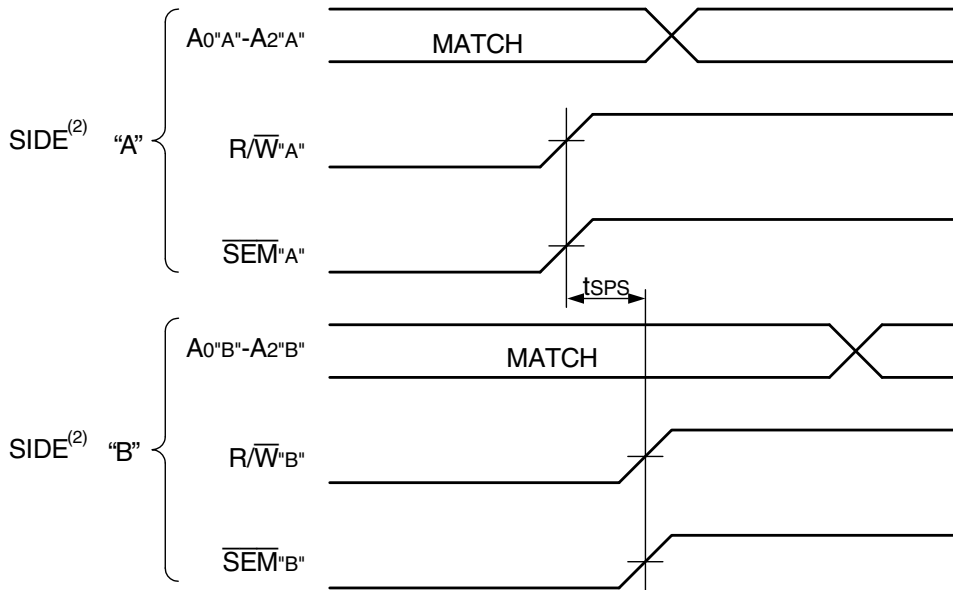 A0"A"-A2"A"
MATCH
SIDE(2) “A”
R/W"A"
SEM"A"
tSPS
A0"B"-A2"B"
MATCH
SIDE(2) “B”
R/W"B"
SEM"B"